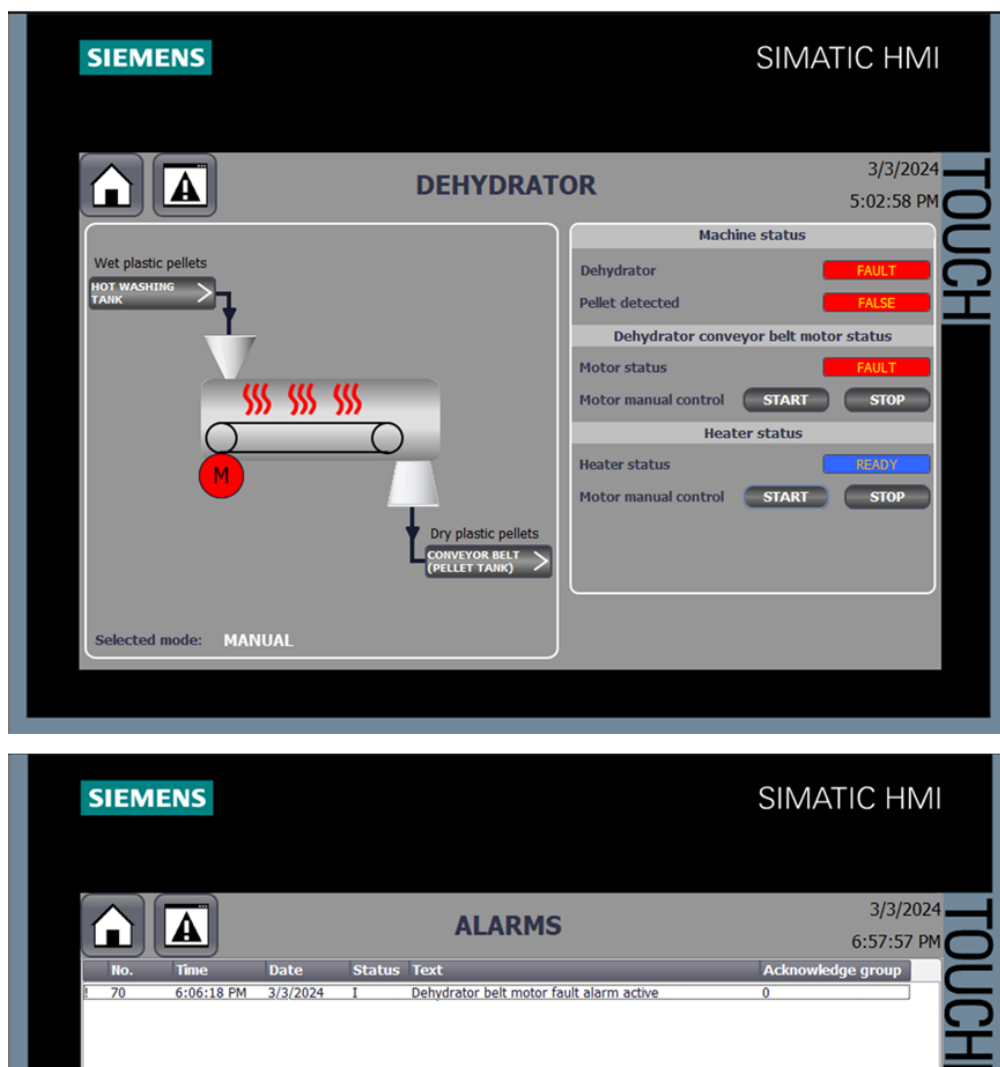 SIEMENS
SIMATIC HMI
TOUCH
DEHYDRATOR
3/3/2024
5:02:58 PM
Wet plastic pellets
HOT WASHING
TANK
M
Dry plastic pellets
CONVEYOR BELT
(PELLET TANK)
Selected mode: MANUAL
Machine status
Dehydrator FAULT
Pellet detected FALSE
Dehydrator conveyor belt motor status
Motor status FAULT
Motor manual control START STOP
Heater status
Heater status READY
Motor manual control START STOP
SIEMENS
SIMATIC HMI
TOUCH
ALARMS
3/3/2024
6:57:57 PM
No. Time Date Status Text Acknowledge group
! 70 6:06:18 PM 3/3/2024 I Dehydrator belt motor fault alarm active 0